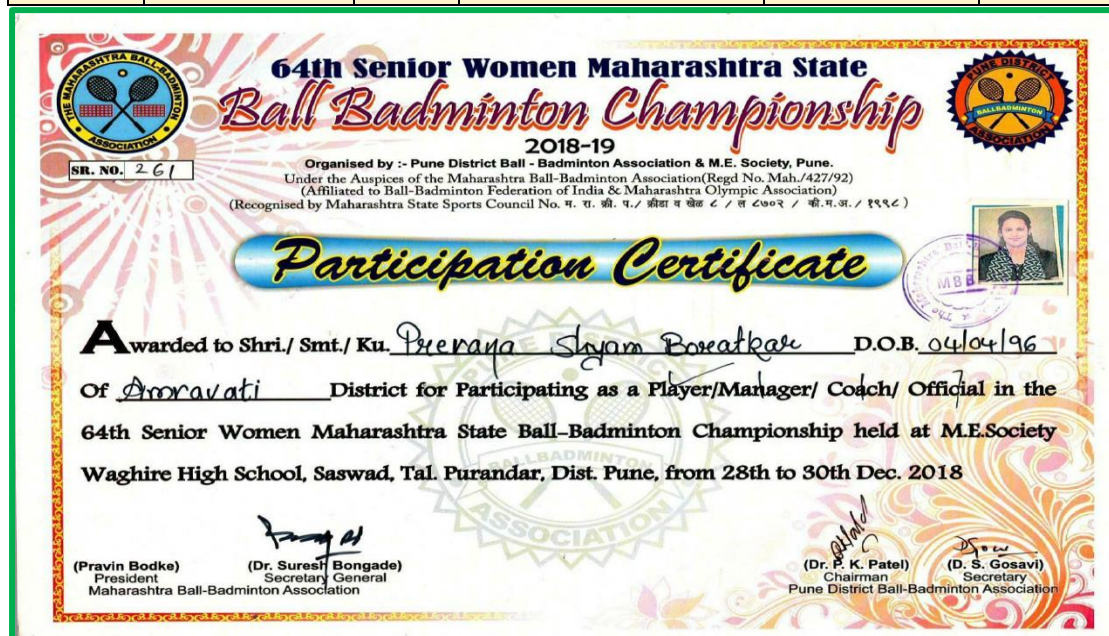 THE MAHARASHTRA BALL-BADMINTON ASSOCIATION
64th Senior Women Maharashtra State
Ball Badminton Championship
2018-19
PUNE DISTRICT
BALLBADMINTON
ASSOCIATION
SR. NO. 261
Organised by :- Pune District Ball - Badminton Association & M.E. Society, Pune.
Under the Auspices of the Maharashtra Ball-Badminton Association(Regd No. Mah./427/92)
(Affiliated to Ball-Badminton Federation of India & Maharashtra Olympic Association)
(Recognised by Maharashtra State Sports Council No. म. रा. क्री. प./ क्रीडा व खेळ ८ / ल ८७०२ / की.म.अ./ १९९८)
Participation Certificate
MBB
Awarded to Shri./ Smt./ Ku. Preraya Shyam Boratkar D.O.B. 04/04/96
Of Amravati District for Participating as a Player/Manager/ Coach/ Official in the
64th Senior Women Maharashtra State Ball-Badminton Championship held at M.E.Society
Waghire High School, Saswad, Tal. Purandar, Dist. Pune, from 28th to 30th Dec. 2018
PUNE DISTRICT
BALLBADMINTON
ASSOCIATION
(Pravin Bodke) (Dr. Suresh Bongade) (Dr. P. K. Patel) (D. S. Gosavi)
President Secretary General Chairman Secretary
Maharashtra Ball-Badminton Association Pune District Ball-Badminton Association